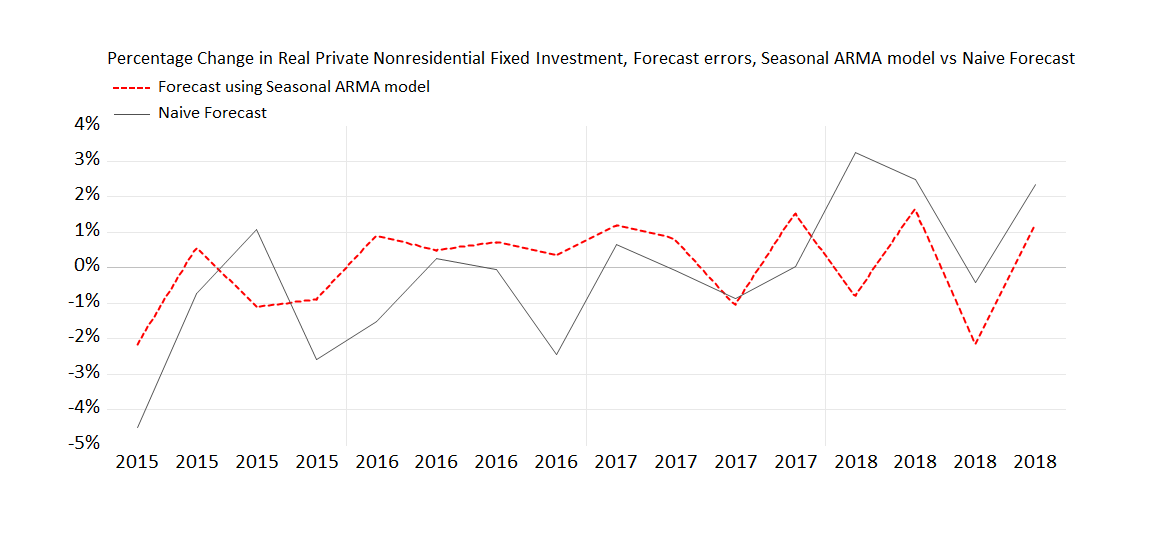 Percentage Change in Real Private Nonresidential Fixed Investment, Forecast errors, Seasonal ARMA model vs Naive Forecast
Forecast using Seasonal ARMA model
Naive Forecast
4%
3%
2%
1%
0%
-1%
-2%
-3%
-4%
-5%
2015 2015 2015 2015 2016 2016 2016 2016 2017 2017 2017 2017 2018 2018 2018 2018